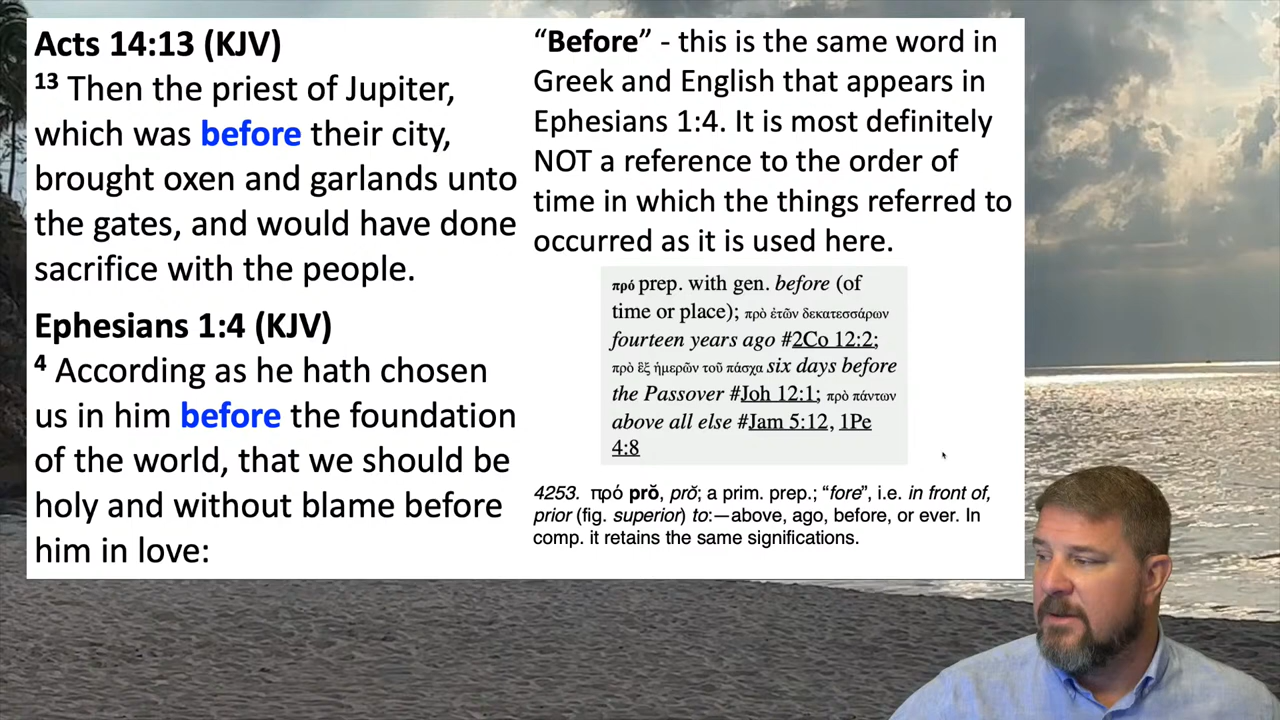 Acts 14:13 (KJV)
13 Then the priest of Jupiter,
which was before their city,
brought oxen and garlands unto
the gates, and would have done
sacrifice with the people.
Ephesians 1:4 (KJV)
4 According as he hath chosen
us in him before the foundation
of the world, that we should be
holy and without blame before
him in love:
“Before” - this is the same word in
Greek and English that appears in
Ephesians 1:4. It is most definitely
NOT a reference to the order of
time in which the things referred to
occurred as it is used here.
πρό prep. with gen. before (of
time or place); πρὸ ἐτῶν δεκατεσσάρων
fourteen years ago #2Co 12:2;
πρὸ ἓξ ἡμερῶν τοῦ πάσχα six days before
the Passover #Joh 12:1; πρὸ πάντων
above all else #Jam 5:12, 1Pe
4:8
4253. πρό prŏ, prŏ; a prim. prep.; “fore”, i.e. in front of,
prior (fig. superior) to:—above, ago, before, or ever. In
comp. it retains the same significations.